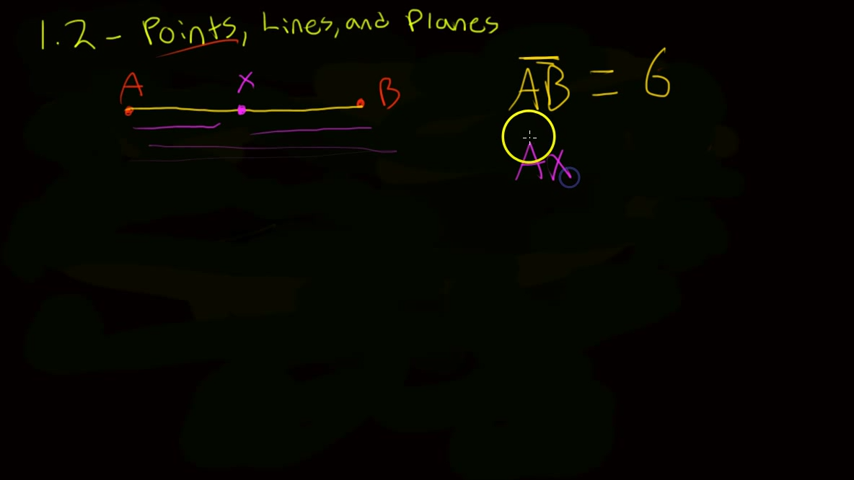 1.2 - Points, Lines, and Planes
A X B
AB = 6
AX